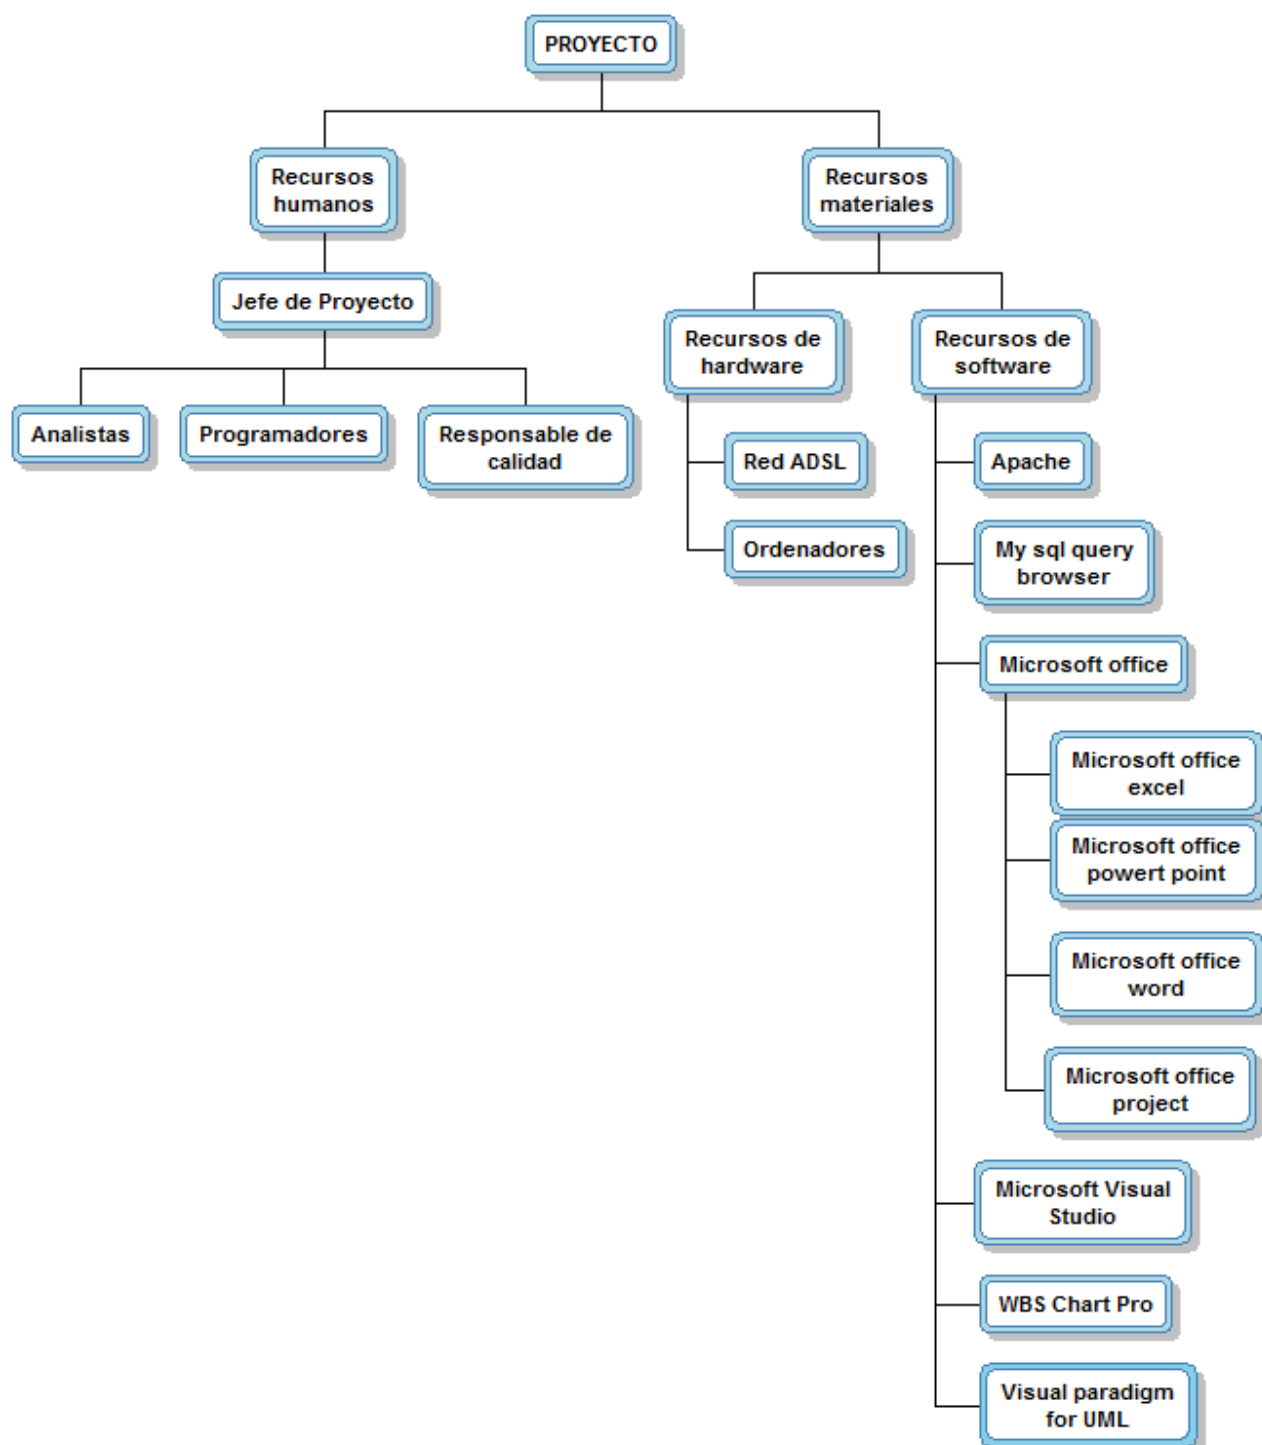 PROYECTO
Recursos
humanos
Recursos
materiales
Jefe de Proyecto
Recursos de
hardware
Recursos de
software
Analistas
Programadores
Responsable de
calidad
Red ADSL
Apache
Ordenadores
My sql query
browser
Microsoft office
Microsoft office
excel
Microsoft office
powert point
Microsoft office
word
Microsoft office
project
Microsoft Visual
Studio
WBS Chart Pro
Visual paradigm
for UML